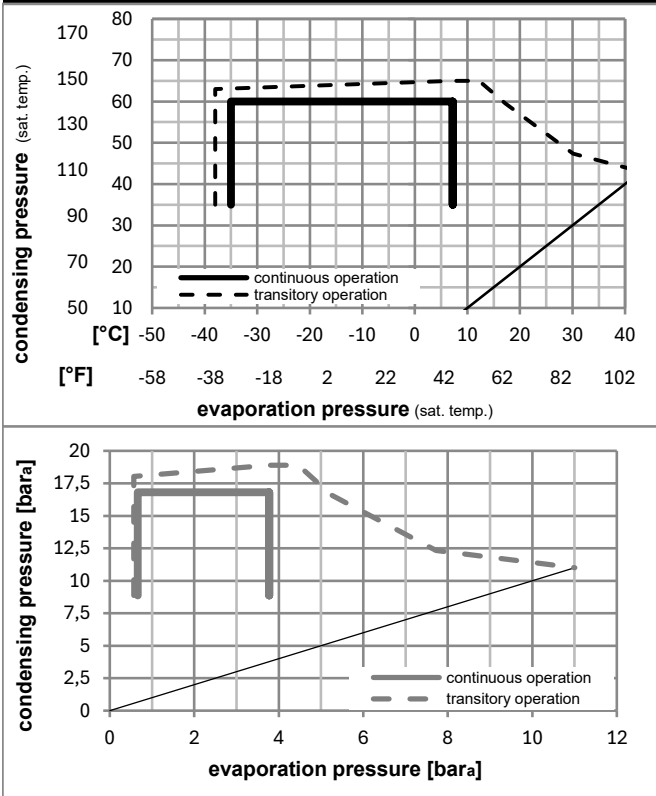 condensing pressure (sat. temp.)
170 80
70
150 60
130 50
110 40
90 30
70 20
50 10
continuous operation
transitory operation
[°C] -50 -40 -30 -20 -10 0 10 20 30 40
[°F] -58 -38 -18 2 22 42 62 82 102
evaporation pressure (sat. temp.)
condensing pressure [bara]
20
17,5
15
12,5
10
7,5
5
2,5
0
continuous operation
transitory operation
0 2 4 6 8 10 12
evaporation pressure [bara]